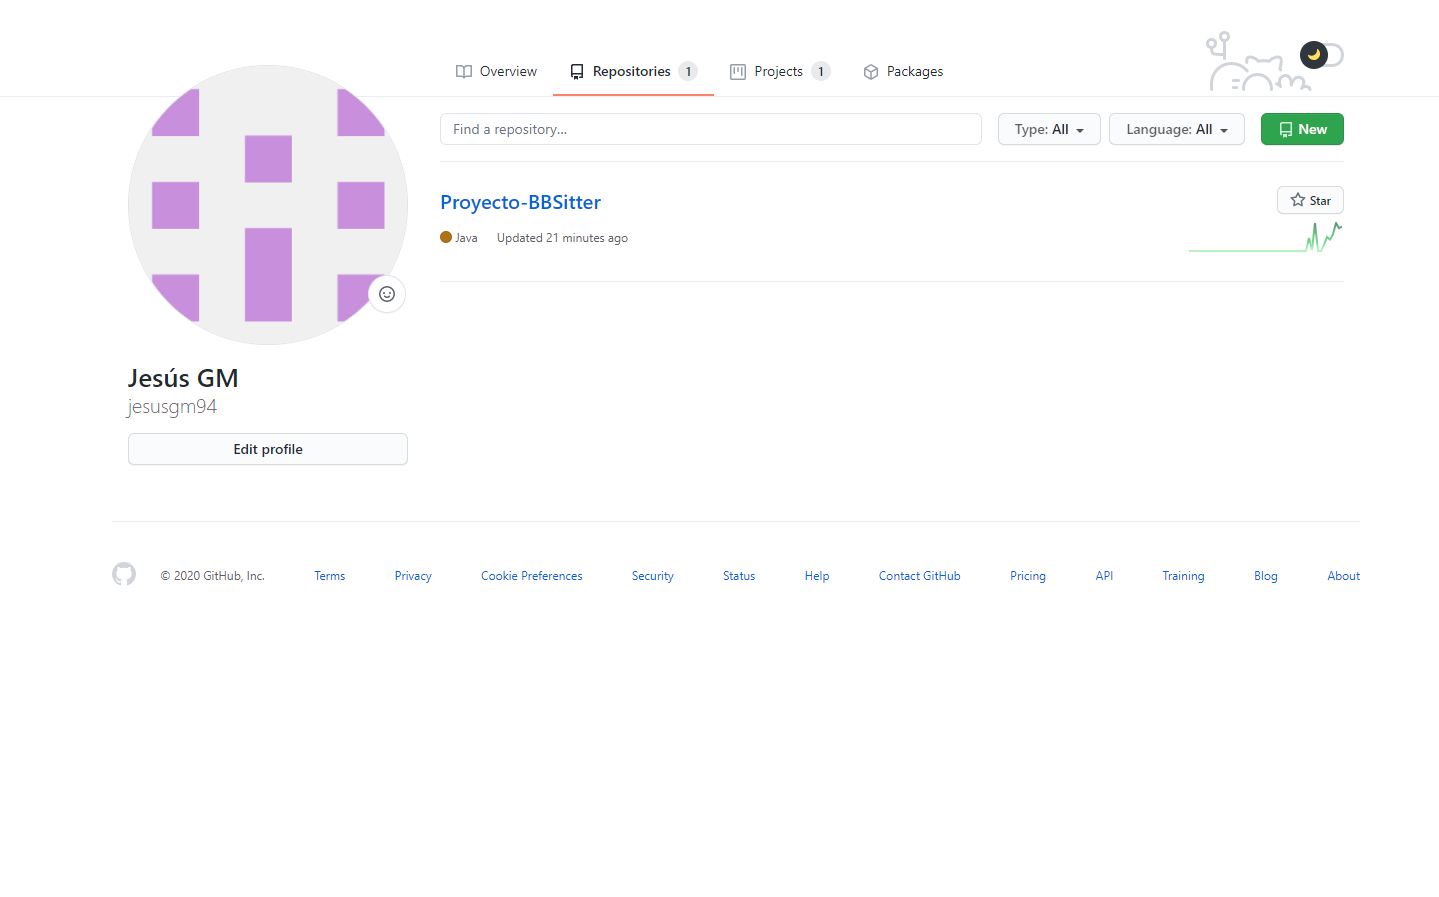 Overview Repositories 1 Projects 1 Packages
Find a repository... Type: All Language: All New
Proyecto-BBSitter Star
Java Updated 21 minutes ago
Jesús GM
jesusgm94
Edit profile
© 2020 GitHub, Inc. Terms Privacy Cookie Preferences Security Status Help Contact GitHub Pricing API Training Blog About